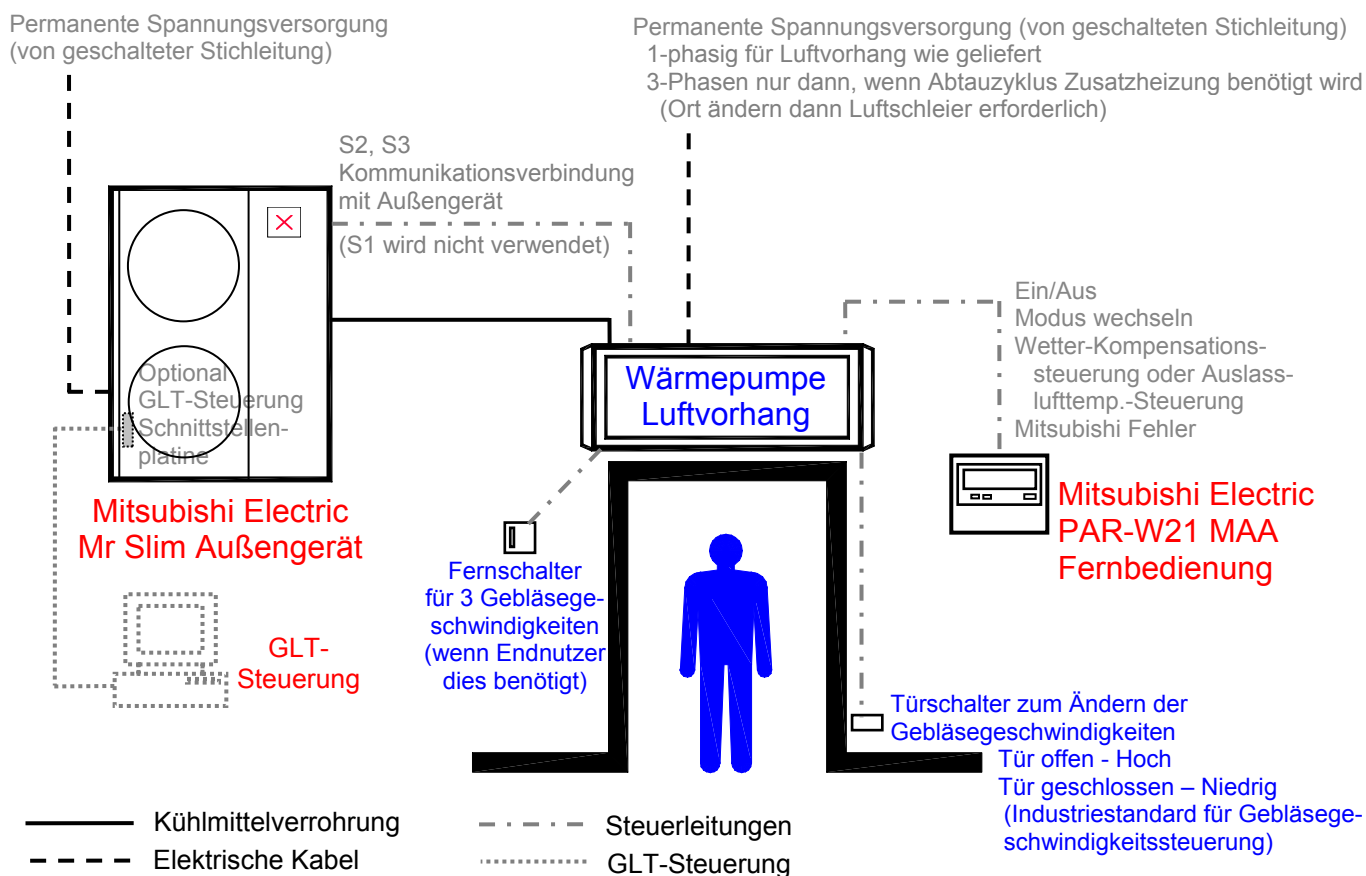 Permanente Spannungsversorgung
(von geschalteter Stichleitung)
Permanente Spannungsversorgung (von geschalteten Stichleitung)
1-phasig für Luftvorhang wie geliefert
3-Phasen nur dann, wenn Abtauzyklus Zusatzheizung benötigt wird
(Ort ändern dann Luftschleier erforderlich)
S2, S3
Kommunikationsverbindung
mit Außengerät
(S1 wird nicht verwendet)
Ein/Aus
Modus wechseln
Wetter-Kompensations-
steuerung oder Auslass-
lufttemp.-Steuerung
Mitsubishi Fehler
Optional
GLT-Steuerung
Schnittstellen-
platine
Wärmepumpe
Luftvorhang
Mitsubishi Electric
Mr Slim Außengerät
Mitsubishi Electric
PAR-W21 MAA
Fernbedienung
Fernschalter
für 3 Gebläsege-
schwindigkeiten
(wenn Endnutzer
dies benötigt)
GLT-
Steuerung
Türschalter zum Ändern der
Gebläsegeschwindigkeiten
Tür offen - Hoch
Tür geschlossen – Niedrig
(Industriestandard für Gebläsege-
schwindigkeitssteuerung)
Kühlmittelverrohrung
Elektrische Kabel
Steuerleitungen
GLT-Steuerung